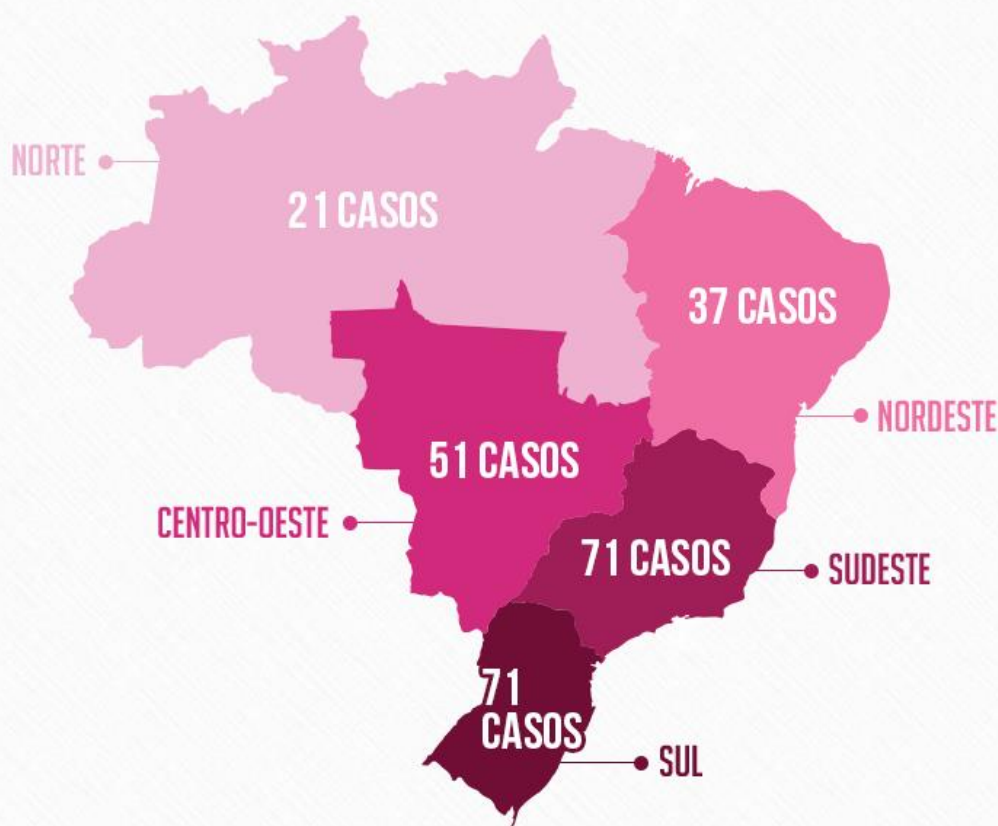 NORTE
21 CASOS
37 CASOS
NORDESTE
51 CASOS
CENTRO-OESTE
71 CASOS
SUDESTE
71
CASOS
SUL